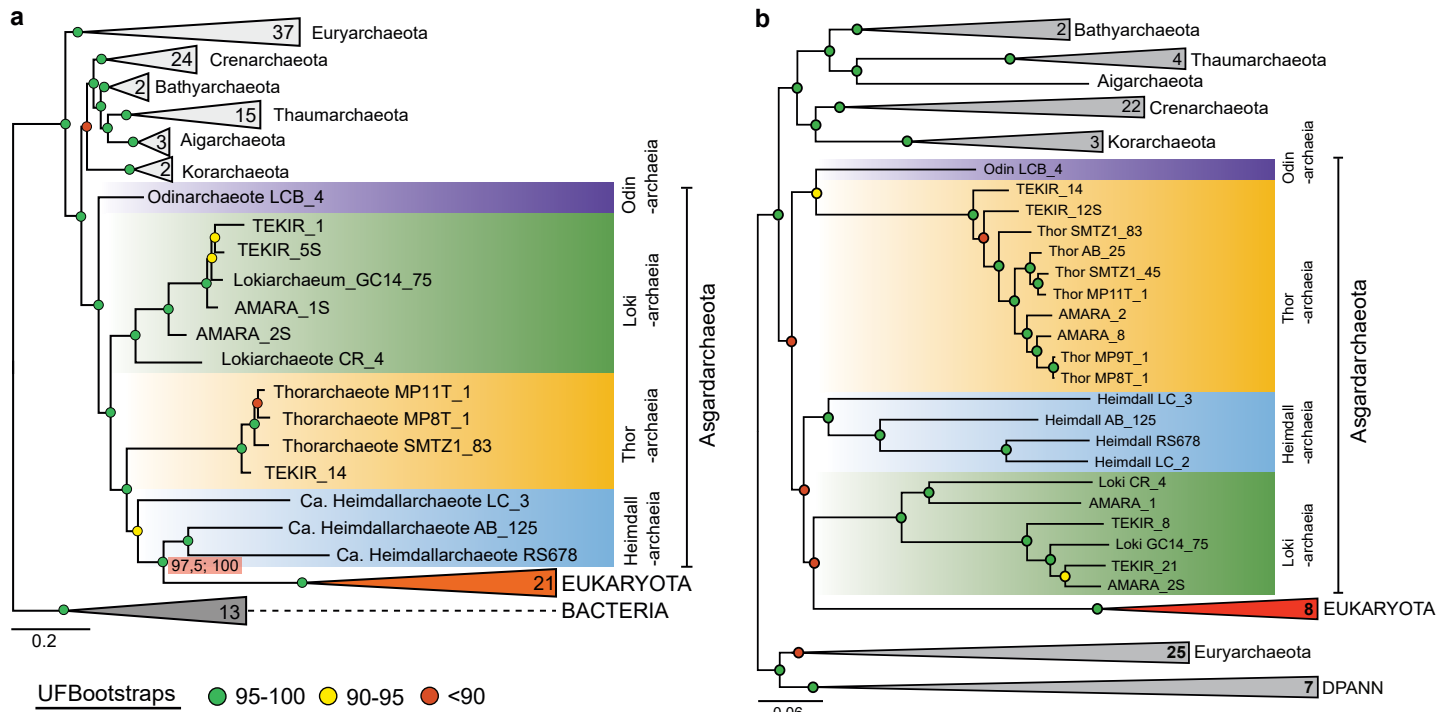 a
37
Euryarchaeota
24
Crenarchaeota
2
Bathyarchaeota
15
Thaumarchaeota
3
Aigarchaeota
2
Korarchaeota
Odinarchaeote LCB_4
TEKIR_1
TEKIR_5S
Lokiarchaeum_GC14_75
AMARA_1S
AMARA_2S
Lokiarchaeote CR_4
Thorarchaeote MP11T_1
Thorarchaeote MP8T_1
Thorarchaeote SMTZ1_83
TEKIR_14
Ca. Heimdallarchaeote LC_3
Ca. Heimdallarchaeote AB_125
Ca. Heimdallarchaeote RS678
97,5; 100
21
EUKARYOTA
13
BACTERIA
0.2
Odin
-archaeia
Loki
-archaeia
Thor
-archaeia
Heimdall
-archaeia
Asgardarchaeota
UFBootstraps
95-100
90-95
<90
b
2
Bathyarchaeota
4
Thaumarchaeota
Aigarchaeota
22
Crenarchaeota
3
Korarchaeota
Odin LCB_4
TEKIR_14
TEKIR_12S
Thor SMTZ1_83
Thor AB_25
Thor SMTZ1_45
Thor MP11T_1
AMARA_2
AMARA_8
Thor MP9T_1
Thor MP8T_1
Heimdall LC_3
Heimdall AB_125
Heimdall RS678
Heimdall LC_2
Loki CR_4
AMARA_1
TEKIR_8
Loki GC14_75
TEKIR_21
AMARA_2S
8
EUKARYOTA
25
Euryarchaeota
7
DPANN
0.06
Odin
-archaeia
Thor
-archaeia
Heimdall
-archaeia
Loki
-archaeia
Asgardarchaeota